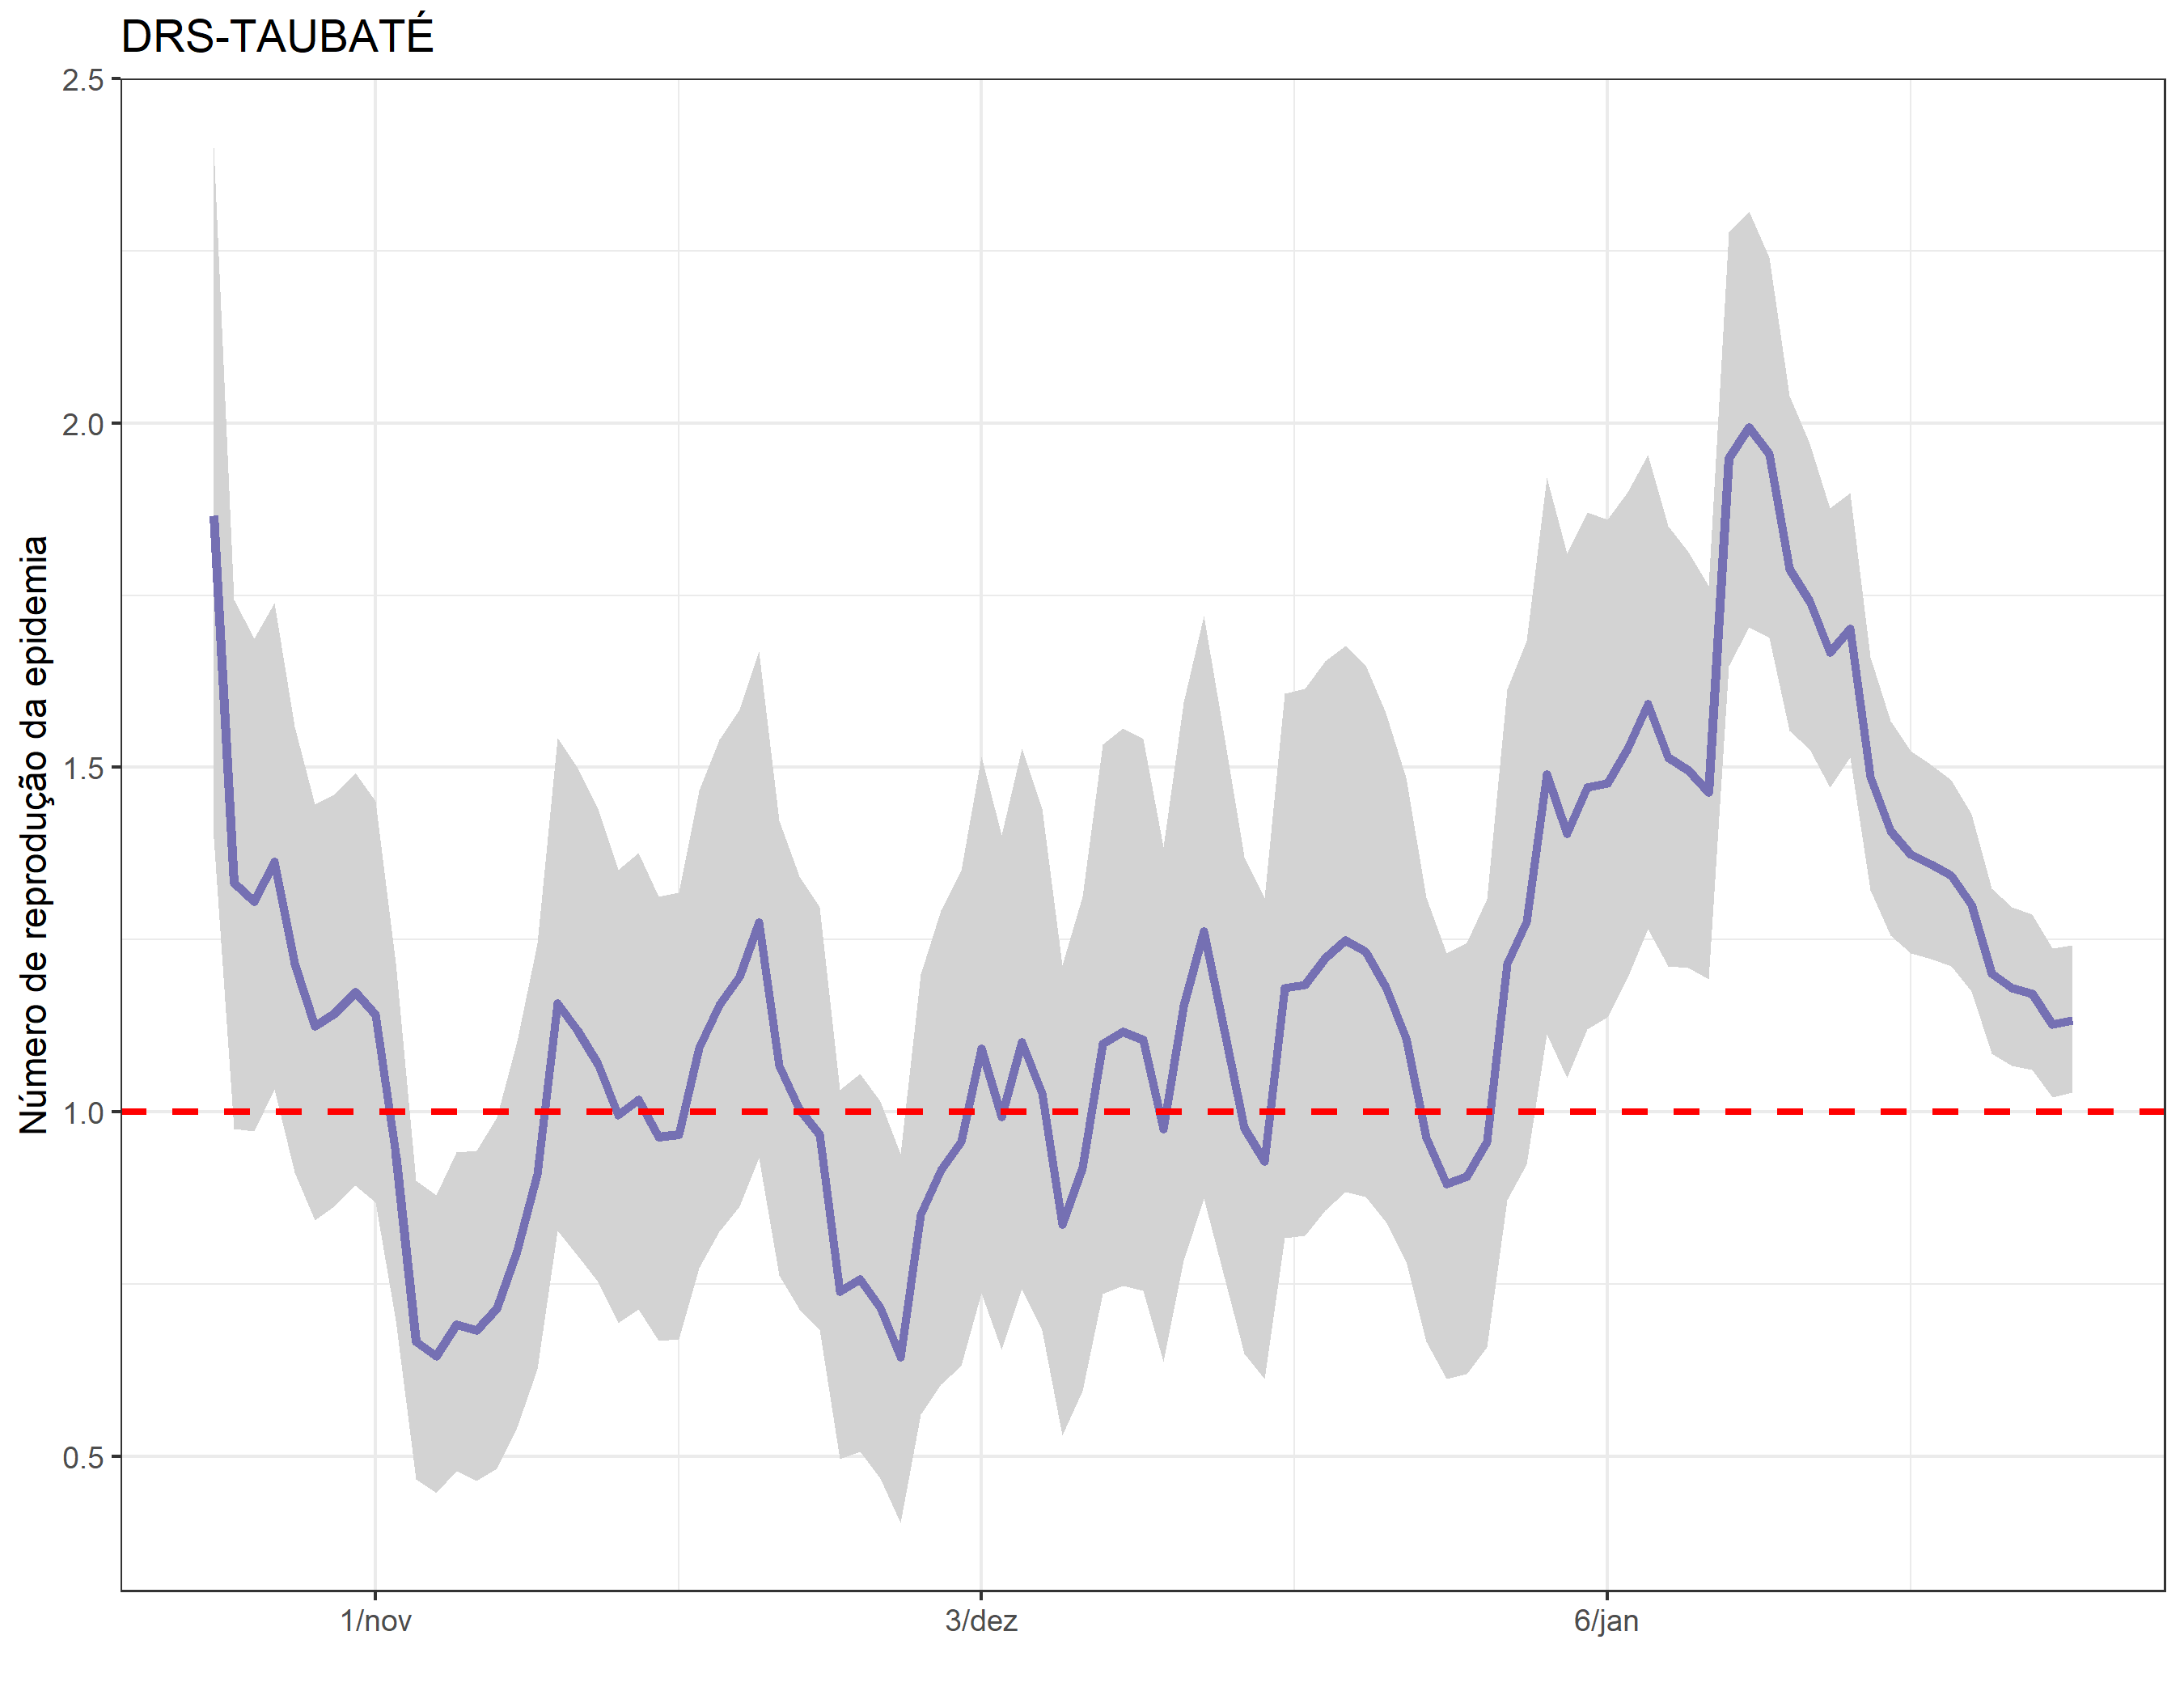 DRS-TAUBATÉ
Número de reprodução da epidemia
2.5
2.0
1.5
1.0
0.5
1/nov
3/dez
6/jan